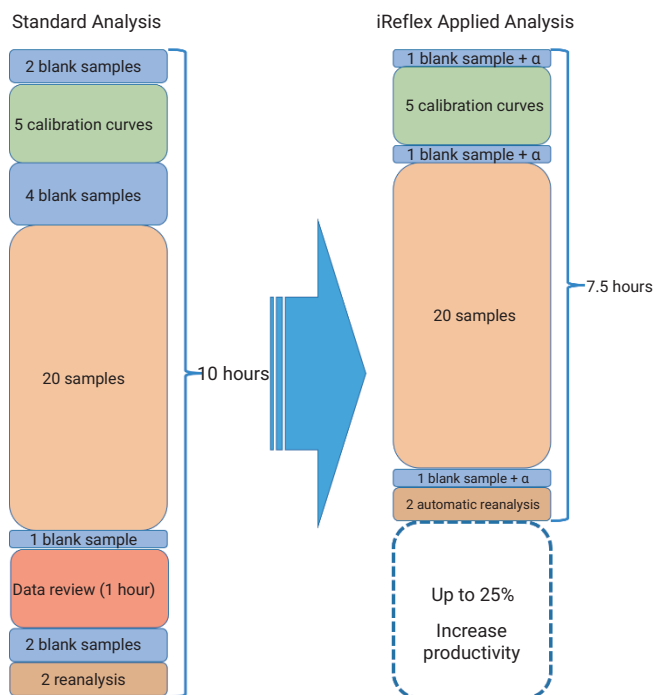 Standard Analysis
2 blank samples
5 calibration curves
4 blank samples
20 samples
1 blank sample
Data review (1 hour)
2 blank samples
2 reanalysis
10 hours
iReflex Applied Analysis
1 blank sample + α
5 calibration curves
1 blank sample + α
20 samples
1 blank sample + α
2 automatic reanalysis
7.5 hours
Up to 25%
Increase
productivity